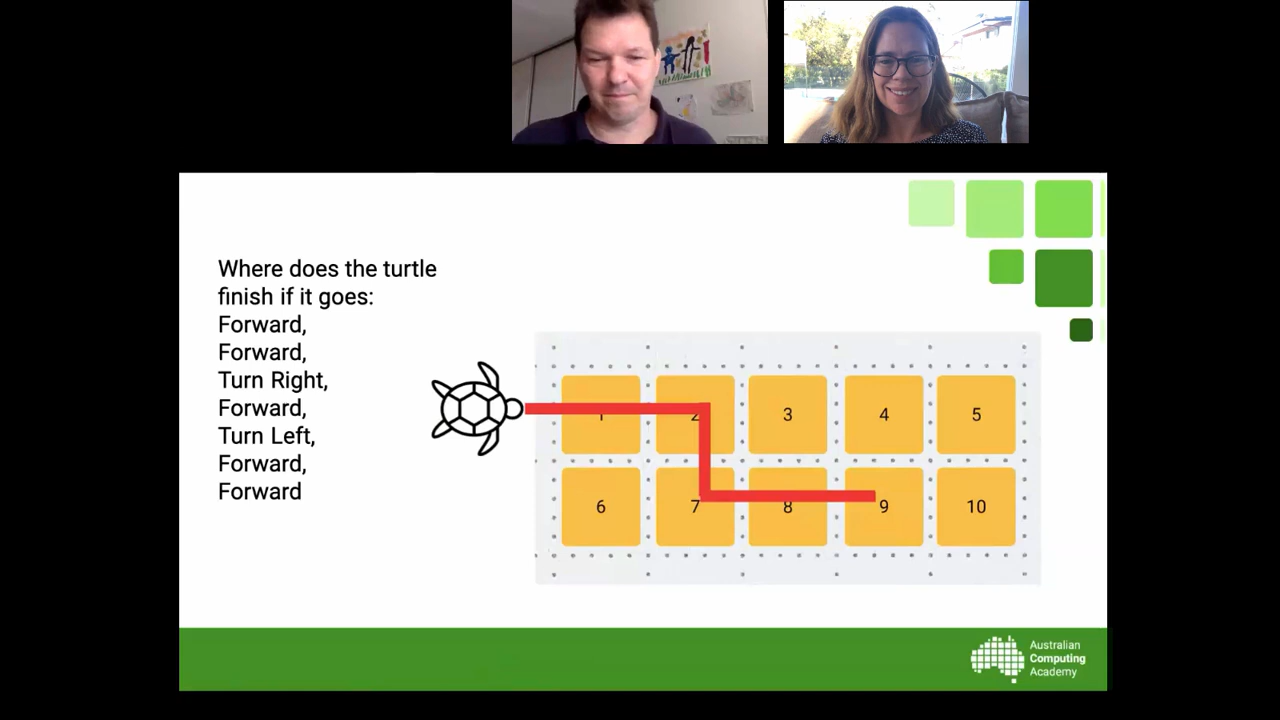 Where does the turtle
finish if it goes:
Forward,
Forward,
Turn Right,
Forward,
Turn Left,
Forward,
Forward
1 2 3 4 5
6 7 8 9 10
Australian
Computing
Academy